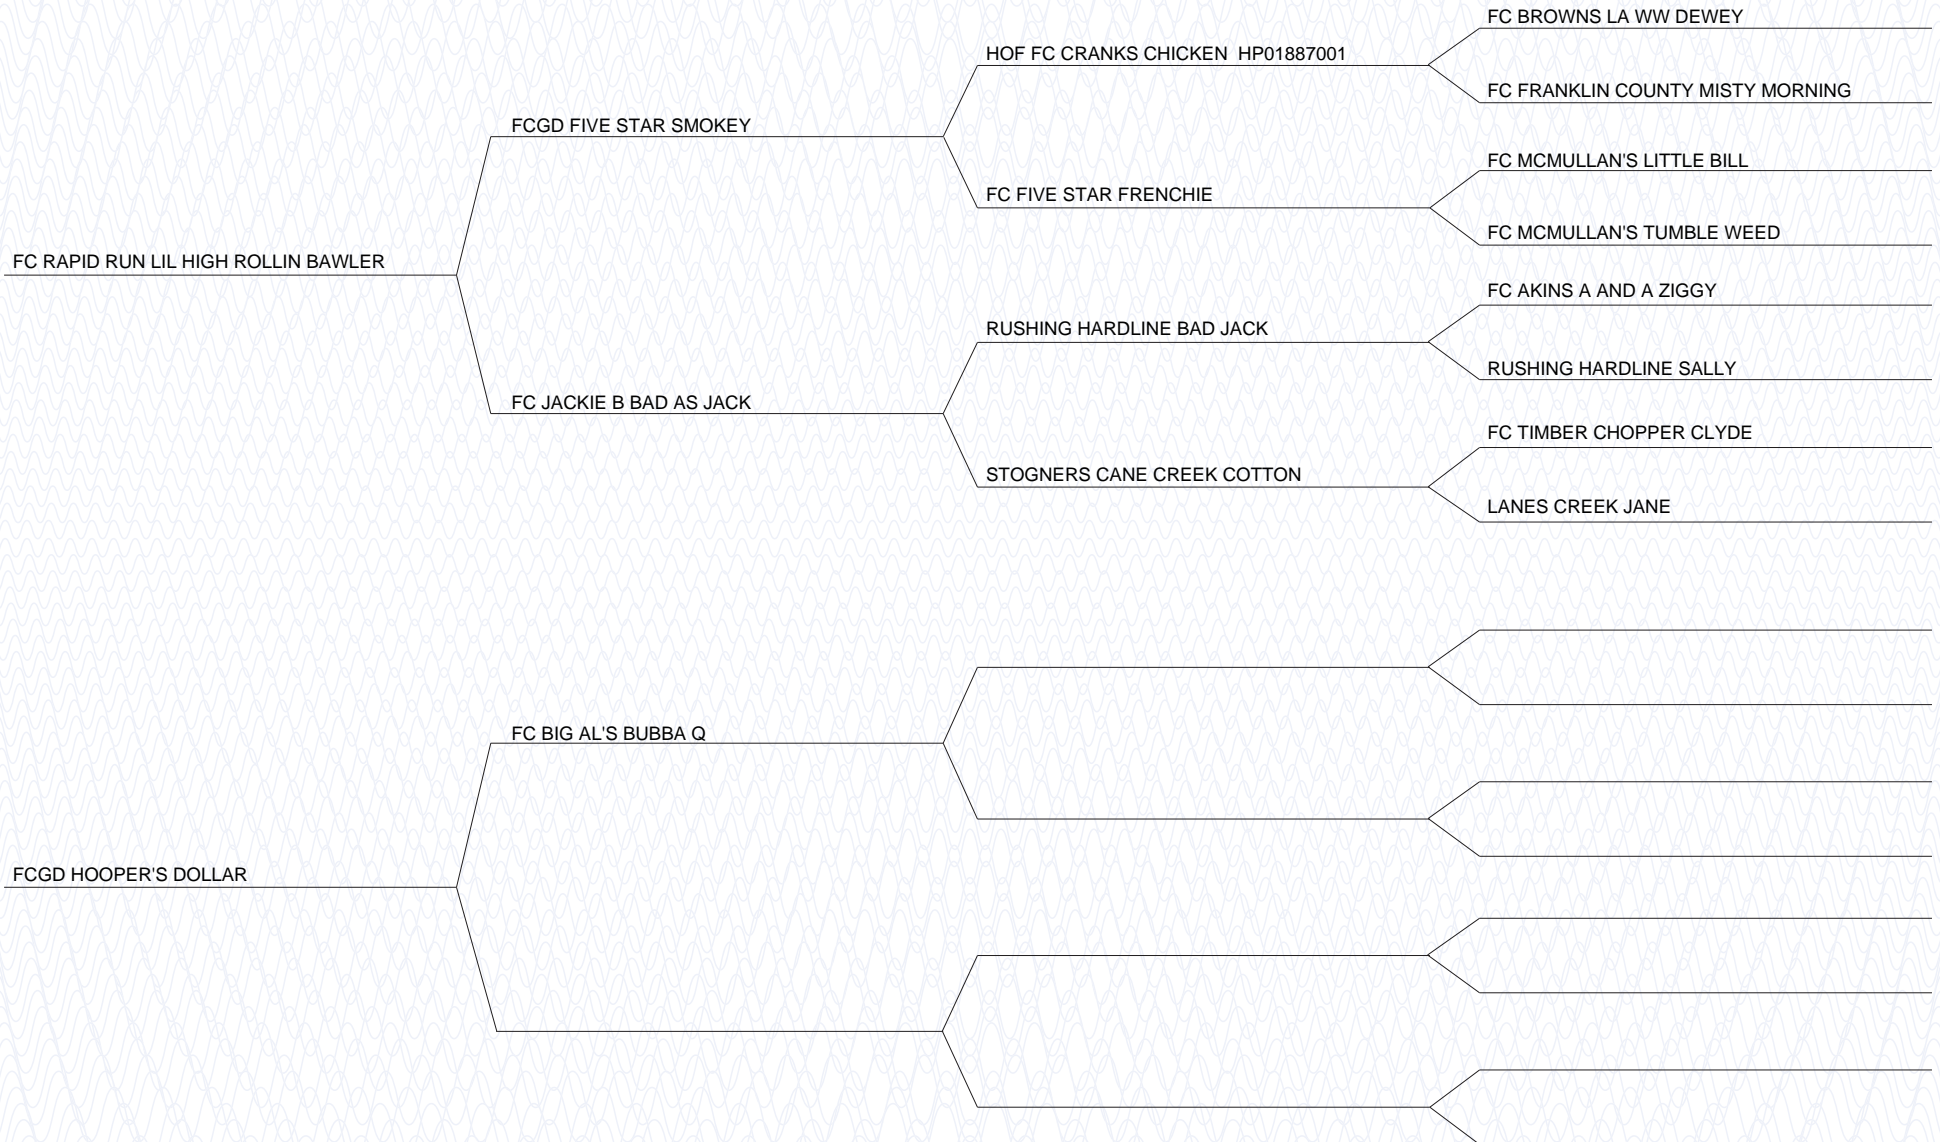 FC BROWNS LA WW DEWEY
HOF FC CRANKS CHICKEN  HP01887001
FC FRANKLIN COUNTY MISTY MORNING
FCGD FIVE STAR SMOKEY
FC MCMULLAN'S LITTLE BILL
FC FIVE STAR FRENCHIE
FC MCMULLAN'S TUMBLE WEED
FC RAPID RUN LIL HIGH ROLLIN BAWLER
FC AKINS A AND A ZIGGY
RUSHING HARDLINE BAD JACK
RUSHING HARDLINE SALLY
FC JACKIE B BAD AS JACK
FC TIMBER CHOPPER CLYDE
STOGNERS CANE CREEK COTTON
LANES CREEK JANE
FC BIG AL'S BUBBA Q
FCGD HOOPER'S DOLLAR